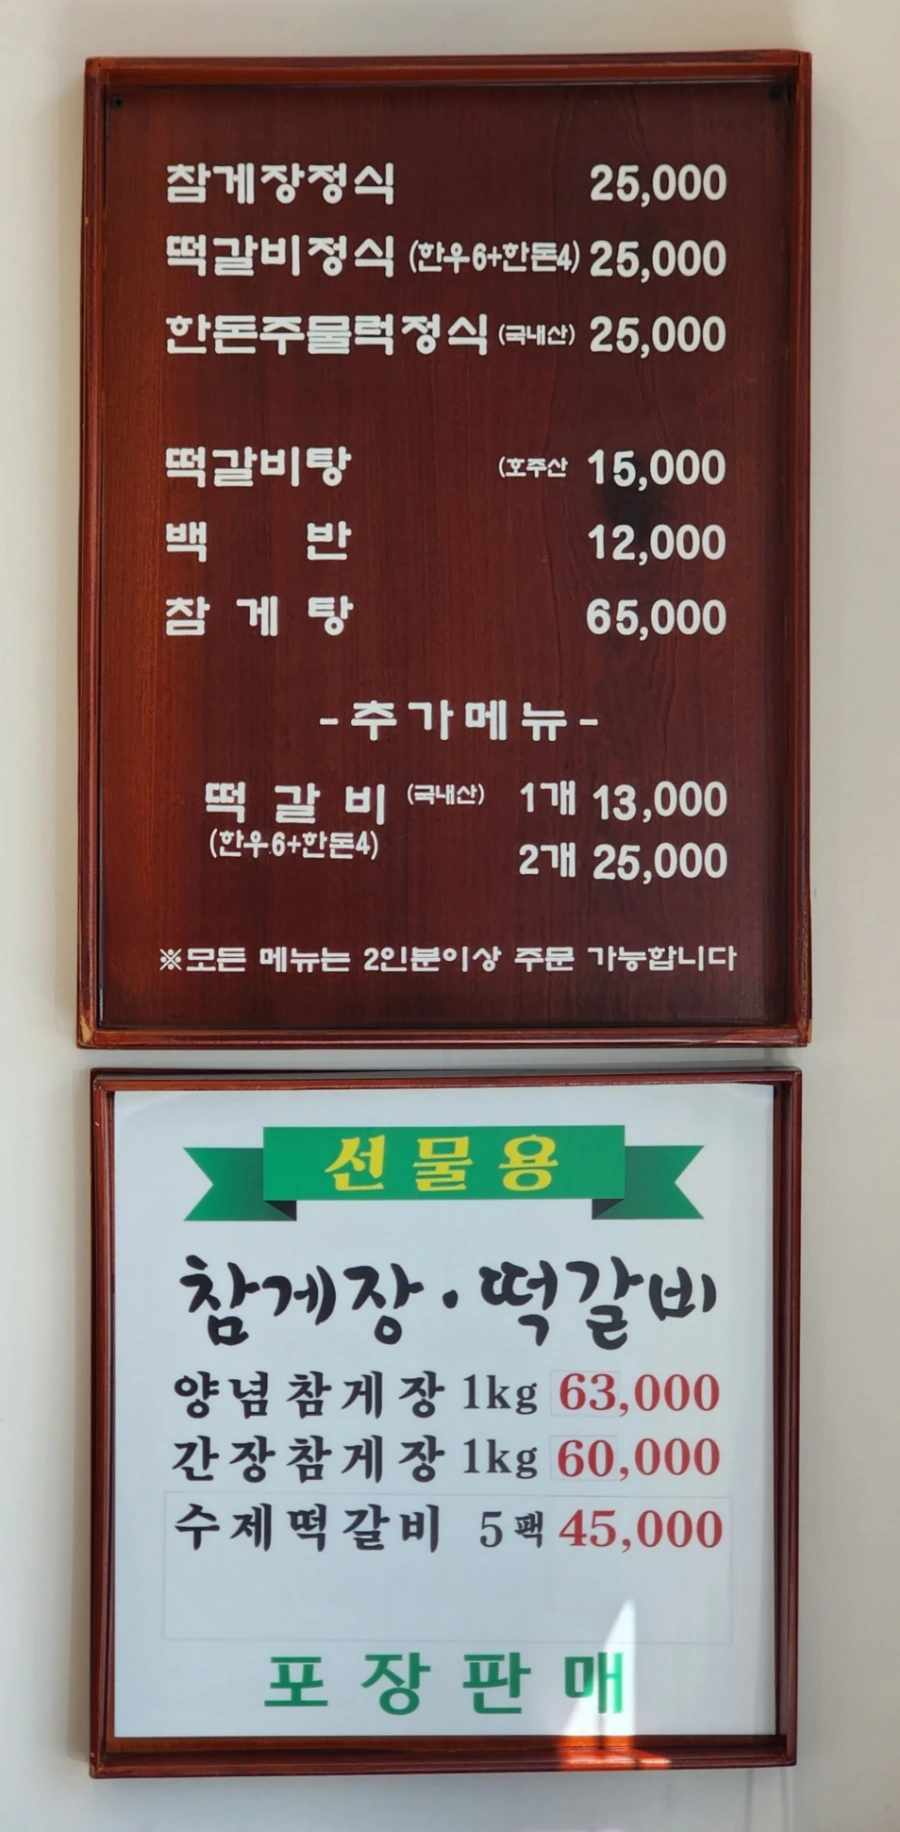 참게장정식 25,000
떡갈비정식 (한우6+한돈4) 25,000
한돈주물럭정식 (국내산) 25,000
떡갈비탕 (호주산 15,000
백 반 12,000
참 게 탕 65,000
-추가메뉴-
떡 갈 비 (국내산) 1개 13,000
(한우6+한돈4) 2개 25,000
※모든 메뉴는 2인분이상 주문 가능합니다
선물용
참게장·떡갈비
양념참게장 1kg 63,000
간장참게장 1kg 60,000
수제떡갈비 5팩 45,000
포장판매